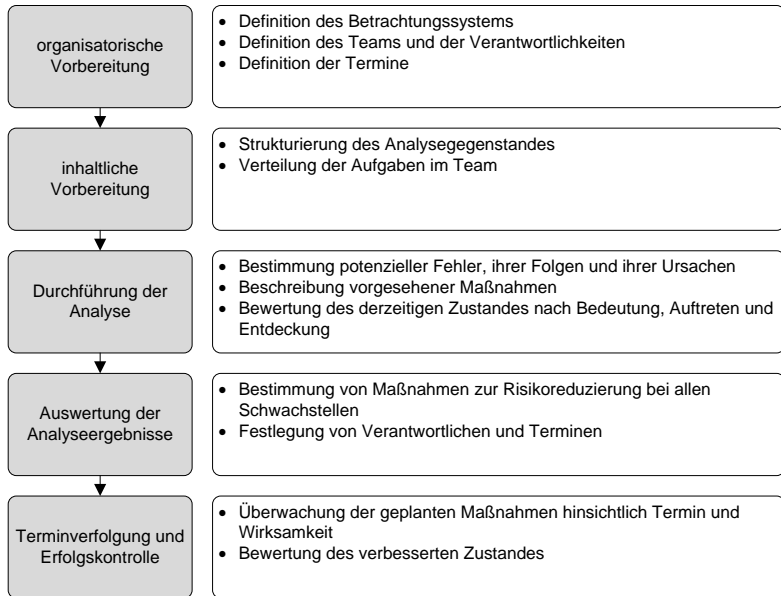 organisatorische
Vorbereitung
• Definition des Betrachtungssystems
• Definition des Teams und der Verantwortlichkeiten
• Definition der Termine
inhaltliche
Vorbereitung
• Strukturierung des Analysegegenstandes
• Verteilung der Aufgaben im Team
Durchführung der
Analyse
• Bestimmung potenzieller Fehler, ihrer Folgen und ihrer Ursachen
• Beschreibung vorgesehener Maßnahmen
• Bewertung des derzeitigen Zustandes nach Bedeutung, Auftreten und
Entdeckung
Auswertung der
Analyseergebnisse
• Bestimmung von Maßnahmen zur Risikoreduzierung bei allen
Schwachstellen
• Festlegung von Verantwortlichen und Terminen
Terminverfolgung und
Erfolgskontrolle
• Überwachung der geplanten Maßnahmen hinsichtlich Termin und
Wirksamkeit
• Bewertung des verbesserten Zustandes